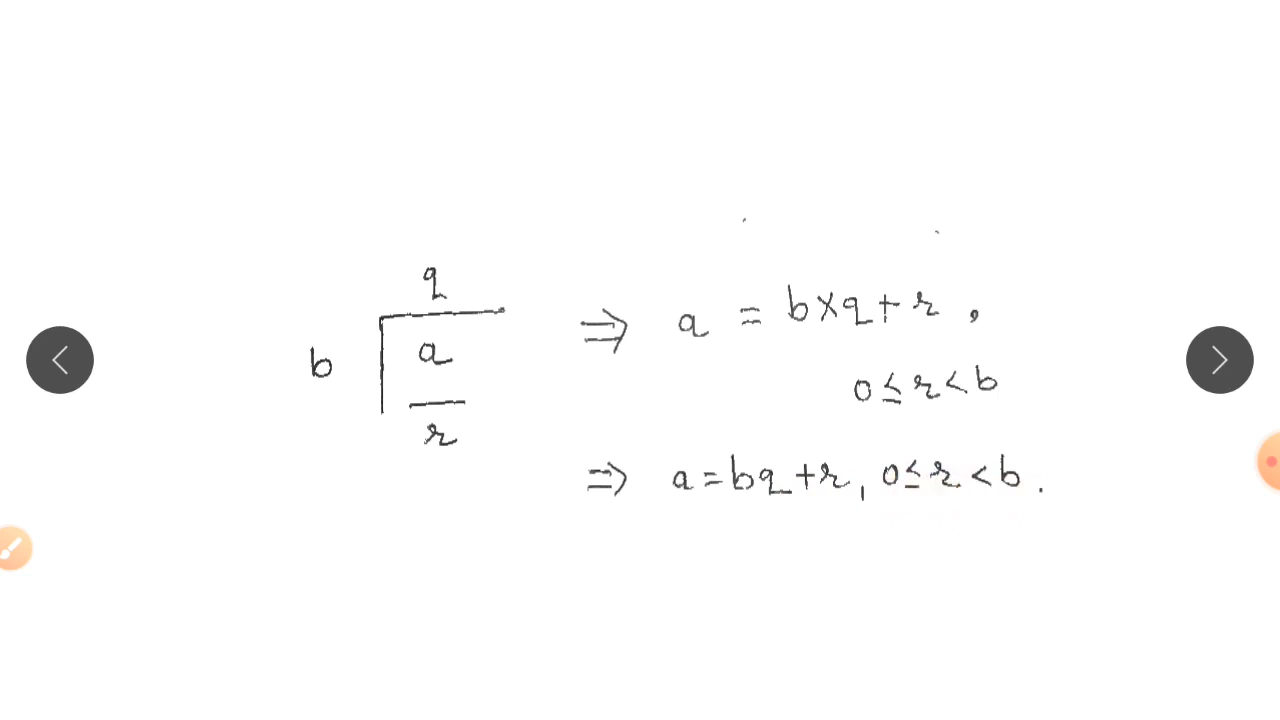 q
b
a
r
⇒ a = b×q+r ,
0≤r<b
⇒ a=bq+r, 0≤r<b.